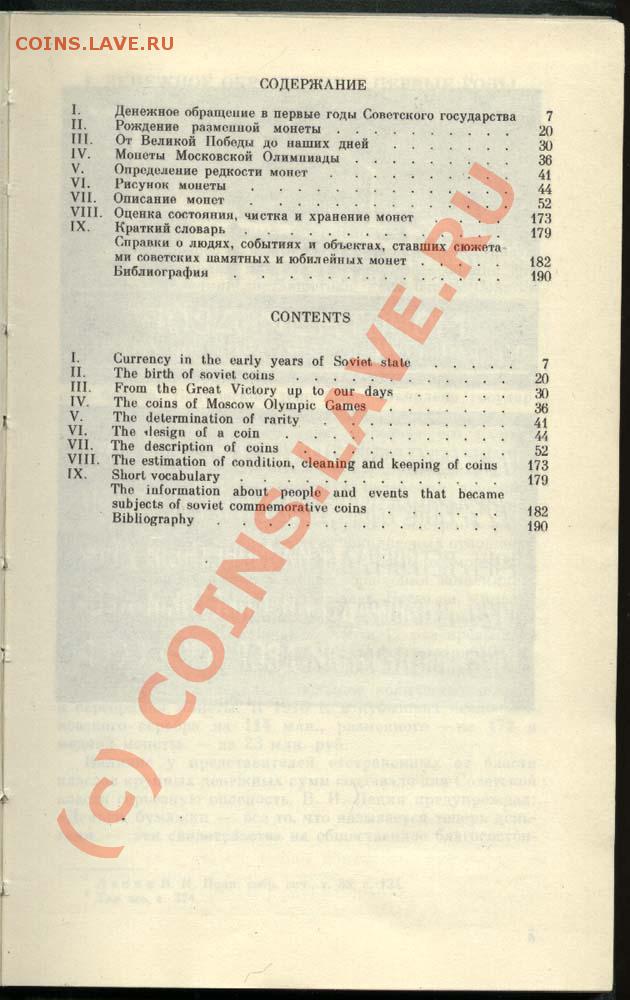 COINS.LAVE.RU
СОДЕРЖАНИЕ
I. Денежное обращение в первые годы Советского государства 7
II. Рождение разменной монеты . . . . . . . . . . 20
III. От Великой Победы до наших дней . . . . . . . 30
IV. Монеты Московской Олимпиады . . . . . . . . . 36
V. Определение редкости монет . . . . . . . . . . 41
VI. Рисунок монеты . . . . . . . . . . . . . . 44
VII. Описание монет . . . . . . . . . . . . . . 52
VIII. Оценка состояния, чистка и хранение монет . . . . 173
IX. Краткий словарь . . . . . . . . . . . . . . 179
Справки о людях, событиях и объектах, ставших сюжета-
ми советских памятных и юбилейных монет . . . . . 182
Библиография . . . . . . . . . . . . . . . 190
CONTENTS
I. Currency in the early years of Soviet state . . . . . 7
II. The birth of soviet coins . . . . . . . . . . . . 20
III. From the Great Victory up to our days . . . . . . 30
IV. The coins of Moscow Olympic Games . . . . . . . . 36
V. The determination of rarity . . . . . . . . . . . 41
VI. The design of a coin . . . . . . . . . . . . . 44
VII. The description of coins . . . . . . . . . . . . 52
VIII. The estimation of condition, cleaning and keeping of coins 173
IX. Short vocabulary . . . . . . . . . . . . . . 179
The information about people and events that became
subjects of soviet commemorative coins . . . . . . . 182
Bibliography . . . . . . . . . . . . . . . . 190
(c) COINS.LAVE.RU